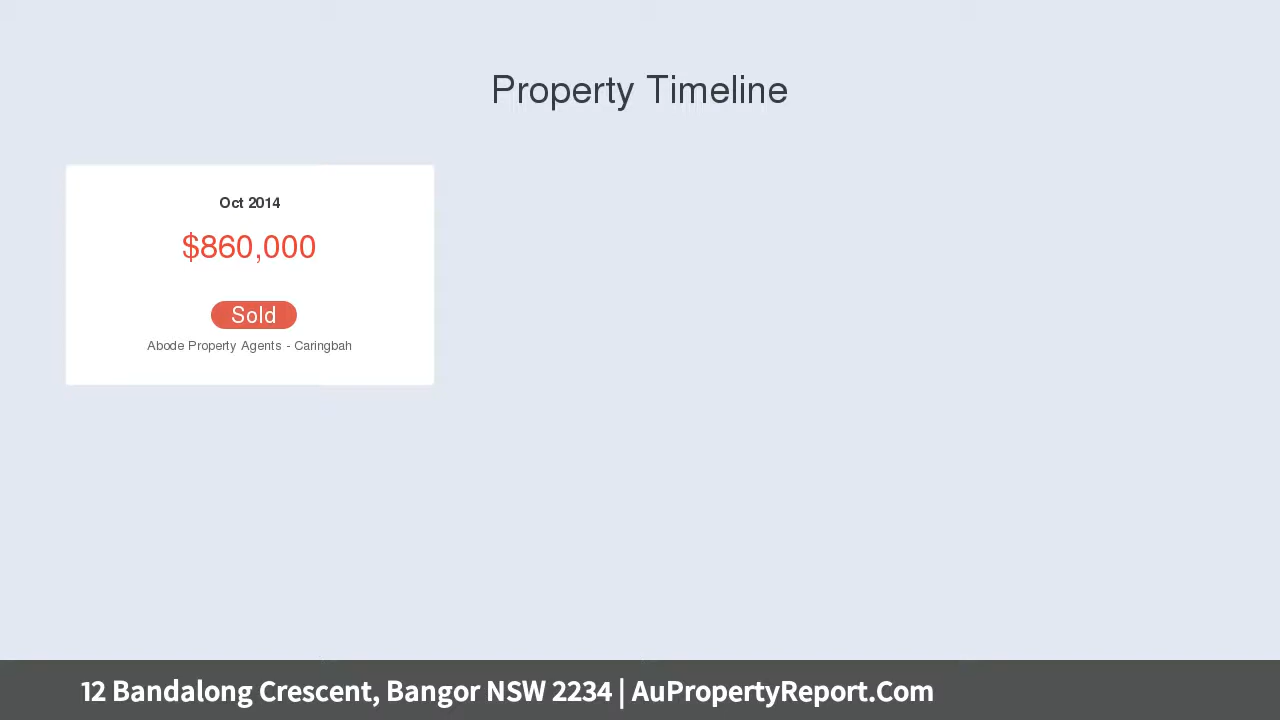 Property Timeline
Oct 2014
$860,000
Sold
Abode Property Agents - Caringbah
12 Bandalong Crescent, Bangor NSW 2234 | AuPropertyReport.Com